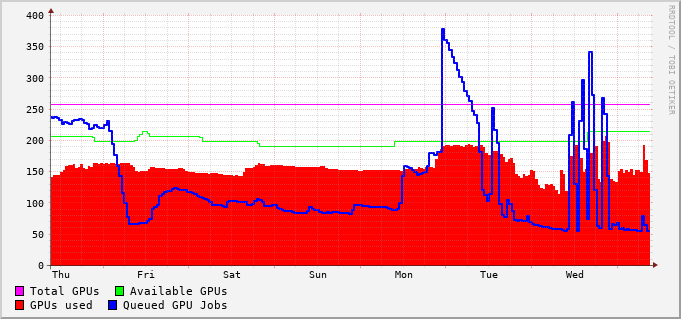 RRDTOOL / TOBI OETIKER
400
350
300
250
200
150
100
50
0
Thu Fri Sat Sun Mon Tue Wed
Total GPUs Available GPUs
GPUs used Queued GPU Jobs